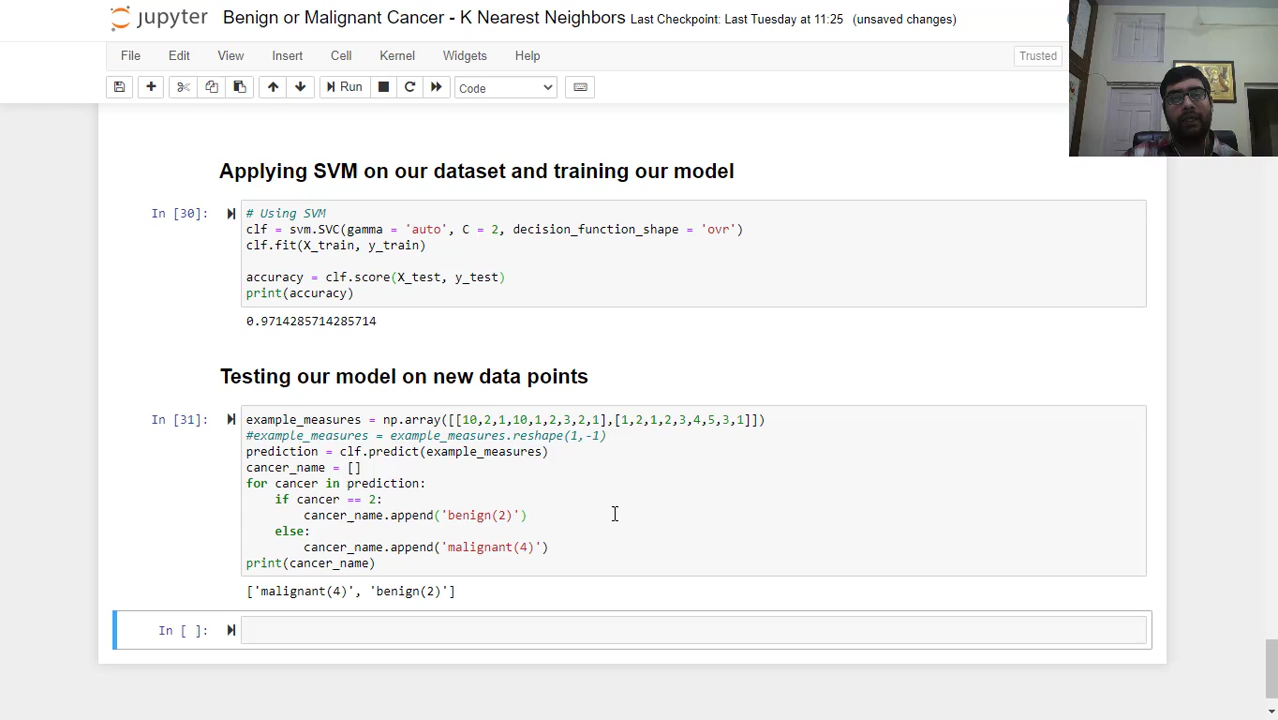 jupyter Benign or Malignant Cancer - K Nearest Neighbors Last Checkpoint: Last Tuesday at 11:25 (unsaved changes)
File Edit View Insert Cell Kernel Widgets Help Trusted
Run Code
Applying SVM on our dataset and training our model
In [30]:
# Using SVM
clf = svm.SVC(gamma = 'auto', C = 2, decision_function_shape = 'ovr')
clf.fit(X_train, y_train)
accuracy = clf.score(X_test, y_test)
print(accuracy)
0.9714285714285714
Testing our model on new data points
In [31]:
example_measures = np.array([[10,2,1,10,1,2,3,2,1],[1,2,1,2,3,4,5,3,1]])
#example_measures = example_measures.reshape(1,-1)
prediction = clf.predict(example_measures)
cancer_name = []
for cancer in prediction:
    if cancer == 2:
        cancer_name.append('benign(2)')
    else:
        cancer_name.append('malignant(4)')
print(cancer_name)
['malignant(4)', 'benign(2)']
In [ ]: